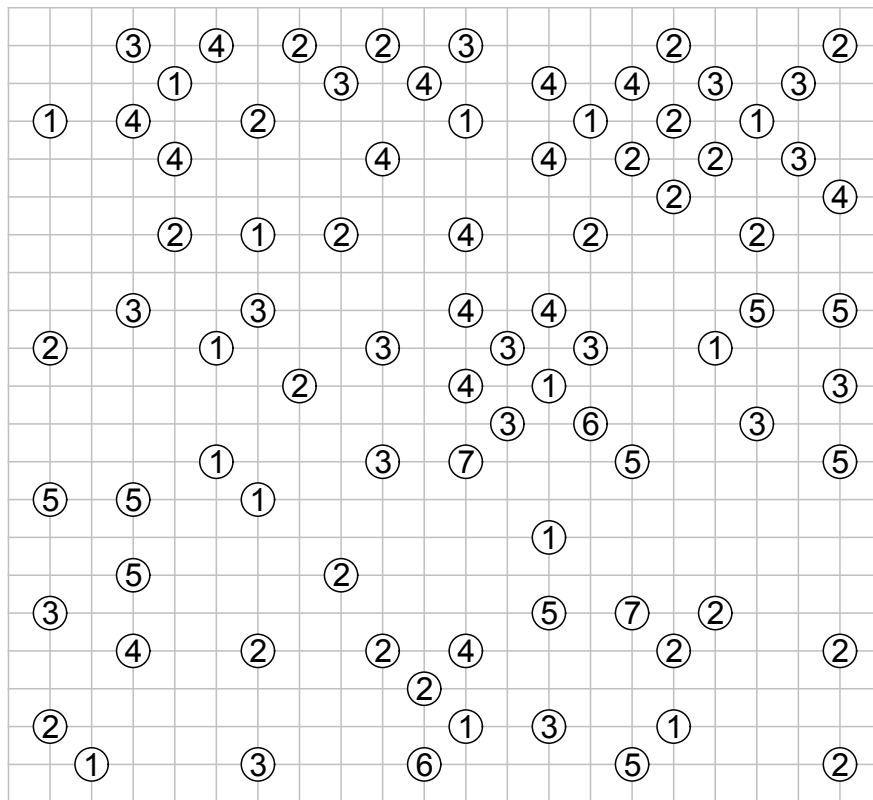 3 4 2 2 3 2 2
1 3 4 4 4 3 3
1 4 2 1 1 2 1
4 4 4 2 2 3
2 4
2 1 2 4 2 2
3 3 4 4 5 5
2 1 3 3 3 1
2 4 1 3
3 6 3
1 3 7 5 5
5 5 1
1
5 2
3 5 7 2
4 2 2 4 2 2
2
2 1 3 1
1 3 6 5 2